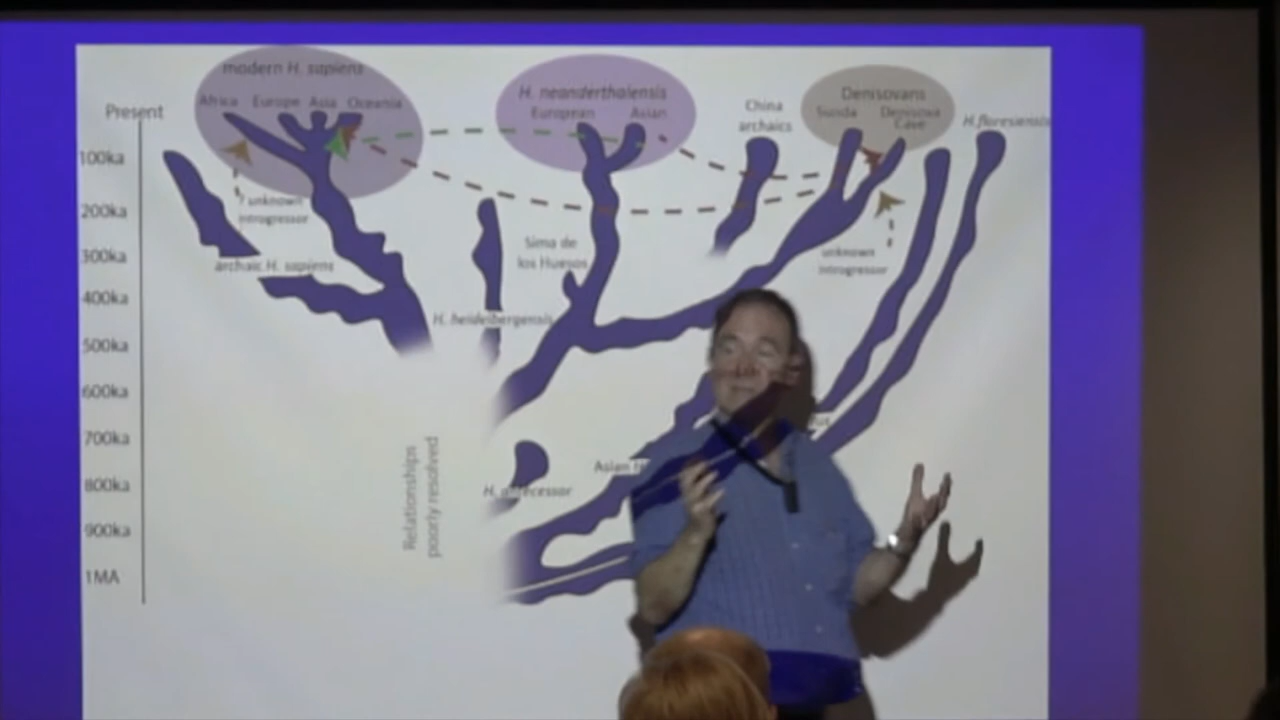 modern H. sapiens
Africa Europe Asia Oceania
H. neanderthalensis
European Asian
China
archaics
Denisovans
Sunda Denisova
Cave
H. floresiensis
Present
100ka
200ka
300ka
400ka
500ka
600ka
700ka
800ka
900ka
1MA
? unknown
introgressor
archaic H. sapiens
Sima de
los Huesos
unknown
introgressor
H. heidelbergensis
Relationships
poorly resolved
H. antecessor
Asian